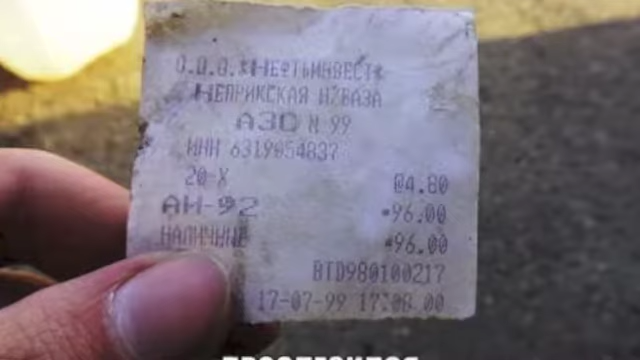 О.О.О.*НЕФТЬИНВЕСТ*
НЕПРИКСКАЯ Н/БАЗА
АЗС N 99
ИНН 6319054837
20 X @4.80
АИ-92 *96.00
НАЛИЧНЫЕ *96.00
BTD980100217
17-07-99 17:08.00